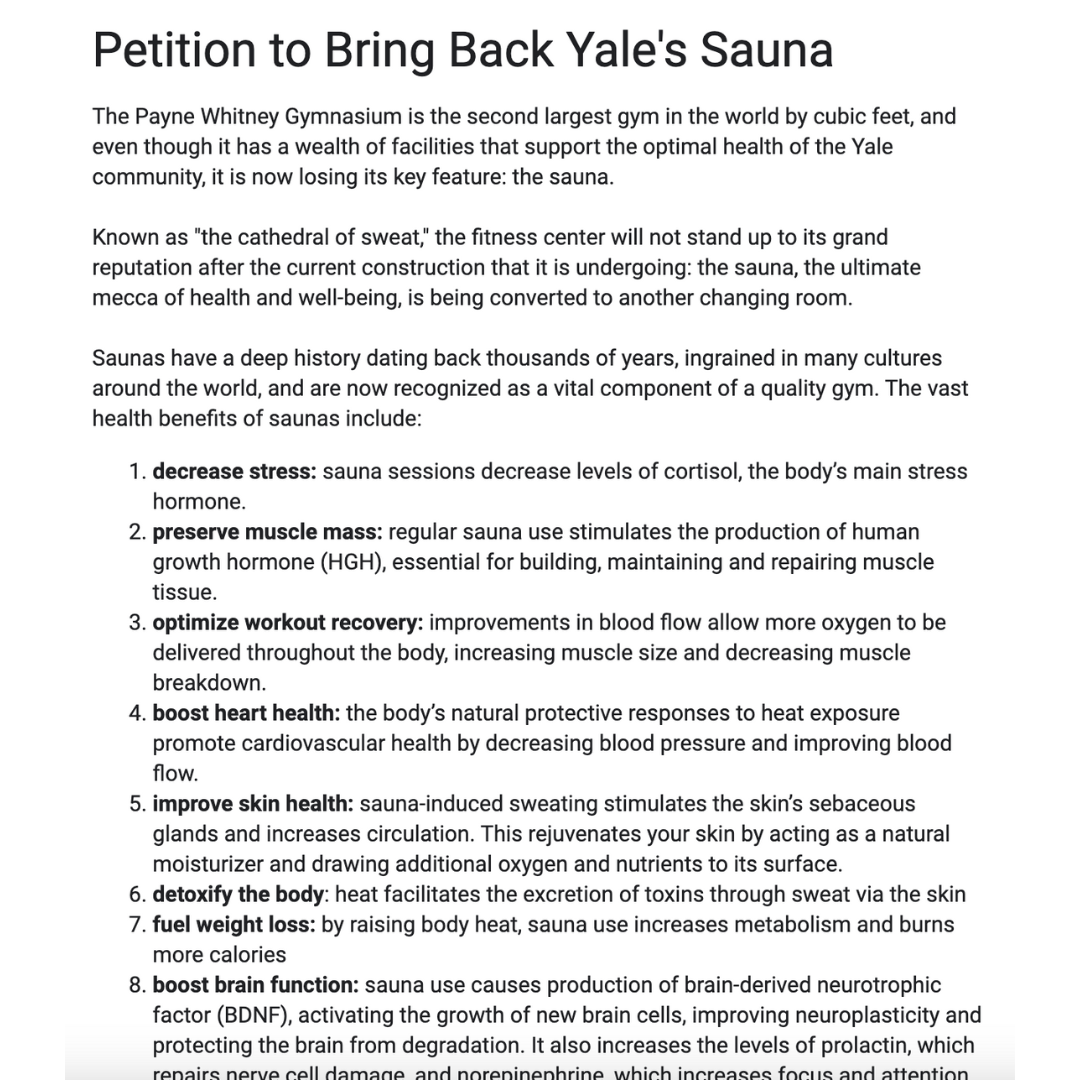 Petition to Bring Back Yale's Sauna
The Payne Whitney Gymnasium is the second largest gym in the world by cubic feet, and
even though it has a wealth of facilities that support the optimal health of the Yale
community, it is now losing its key feature: the sauna.
Known as "the cathedral of sweat," the fitness center will not stand up to its grand
reputation after the current construction that it is undergoing: the sauna, the ultimate
mecca of health and well-being, is being converted to another changing room.
Saunas have a deep history dating back thousands of years, ingrained in many cultures
around the world, and are now recognized as a vital component of a quality gym. The vast
health benefits of saunas include:
1. decrease stress: sauna sessions decrease levels of cortisol, the body’s main stress
hormone.
2. preserve muscle mass: regular sauna use stimulates the production of human
growth hormone (HGH), essential for building, maintaining and repairing muscle
tissue.
3. optimize workout recovery: improvements in blood flow allow more oxygen to be
delivered throughout the body, increasing muscle size and decreasing muscle
breakdown.
4. boost heart health: the body’s natural protective responses to heat exposure
promote cardiovascular health by decreasing blood pressure and improving blood
flow.
5. improve skin health: sauna-induced sweating stimulates the skin’s sebaceous
glands and increases circulation. This rejuvenates your skin by acting as a natural
moisturizer and drawing additional oxygen and nutrients to its surface.
6. detoxify the body: heat facilitates the excretion of toxins through sweat via the skin
7. fuel weight loss: by raising body heat, sauna use increases metabolism and burns
more calories
8. boost brain function: sauna use causes production of brain-derived neurotrophic
factor (BDNF), activating the growth of new brain cells, improving neuroplasticity and
protecting the brain from degradation. It also increases the levels of prolactin, which
repairs nerve cell damage, and norepinephrine, which increases focus and attention